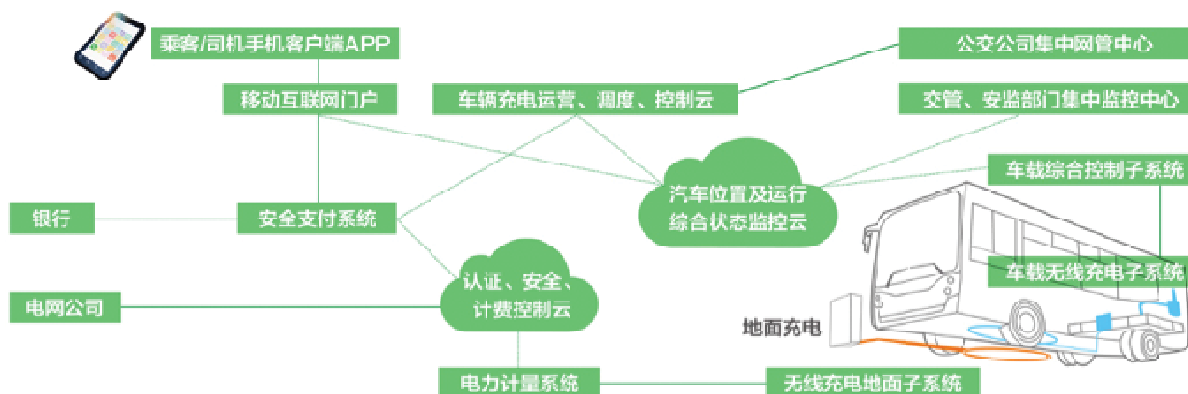 乘客/司机手机客户端APP
公交公司集中网管中心
移动互联网门户
车辆充电运营、调度、控制云
交管、安监部门集中监控中心
车载综合控制子系统
汽车位置及运行
综合状态监控云
银行
安全支付系统
车载无线充电子系统
认证、安全、
计费控制云
电网公司
地面充电
电力计量系统
无线充电地面子系统